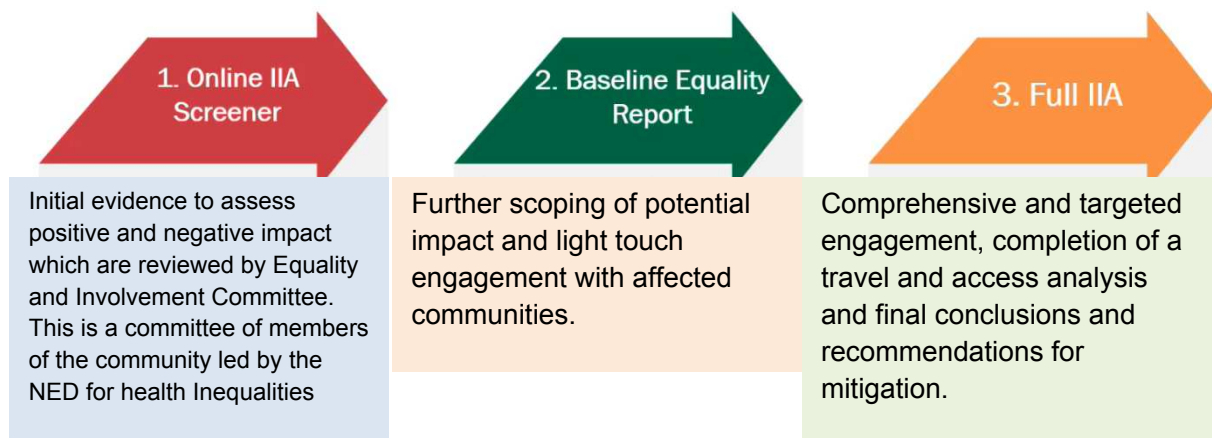 1. Online IIA
Screener
Initial evidence to assess
positive and negative impact
which are reviewed by Equality
and Involvement Committee.
This is a committee of members
of the community led by the
NED for health Inequalities
2. Baseline Equality
Report
Further scoping of potential
impact and light touch
engagement with affected
communities.
3. Full IIA
Comprehensive and targeted
engagement, completion of a
travel and access analysis
and final conclusions and
recommendations for
mitigation.